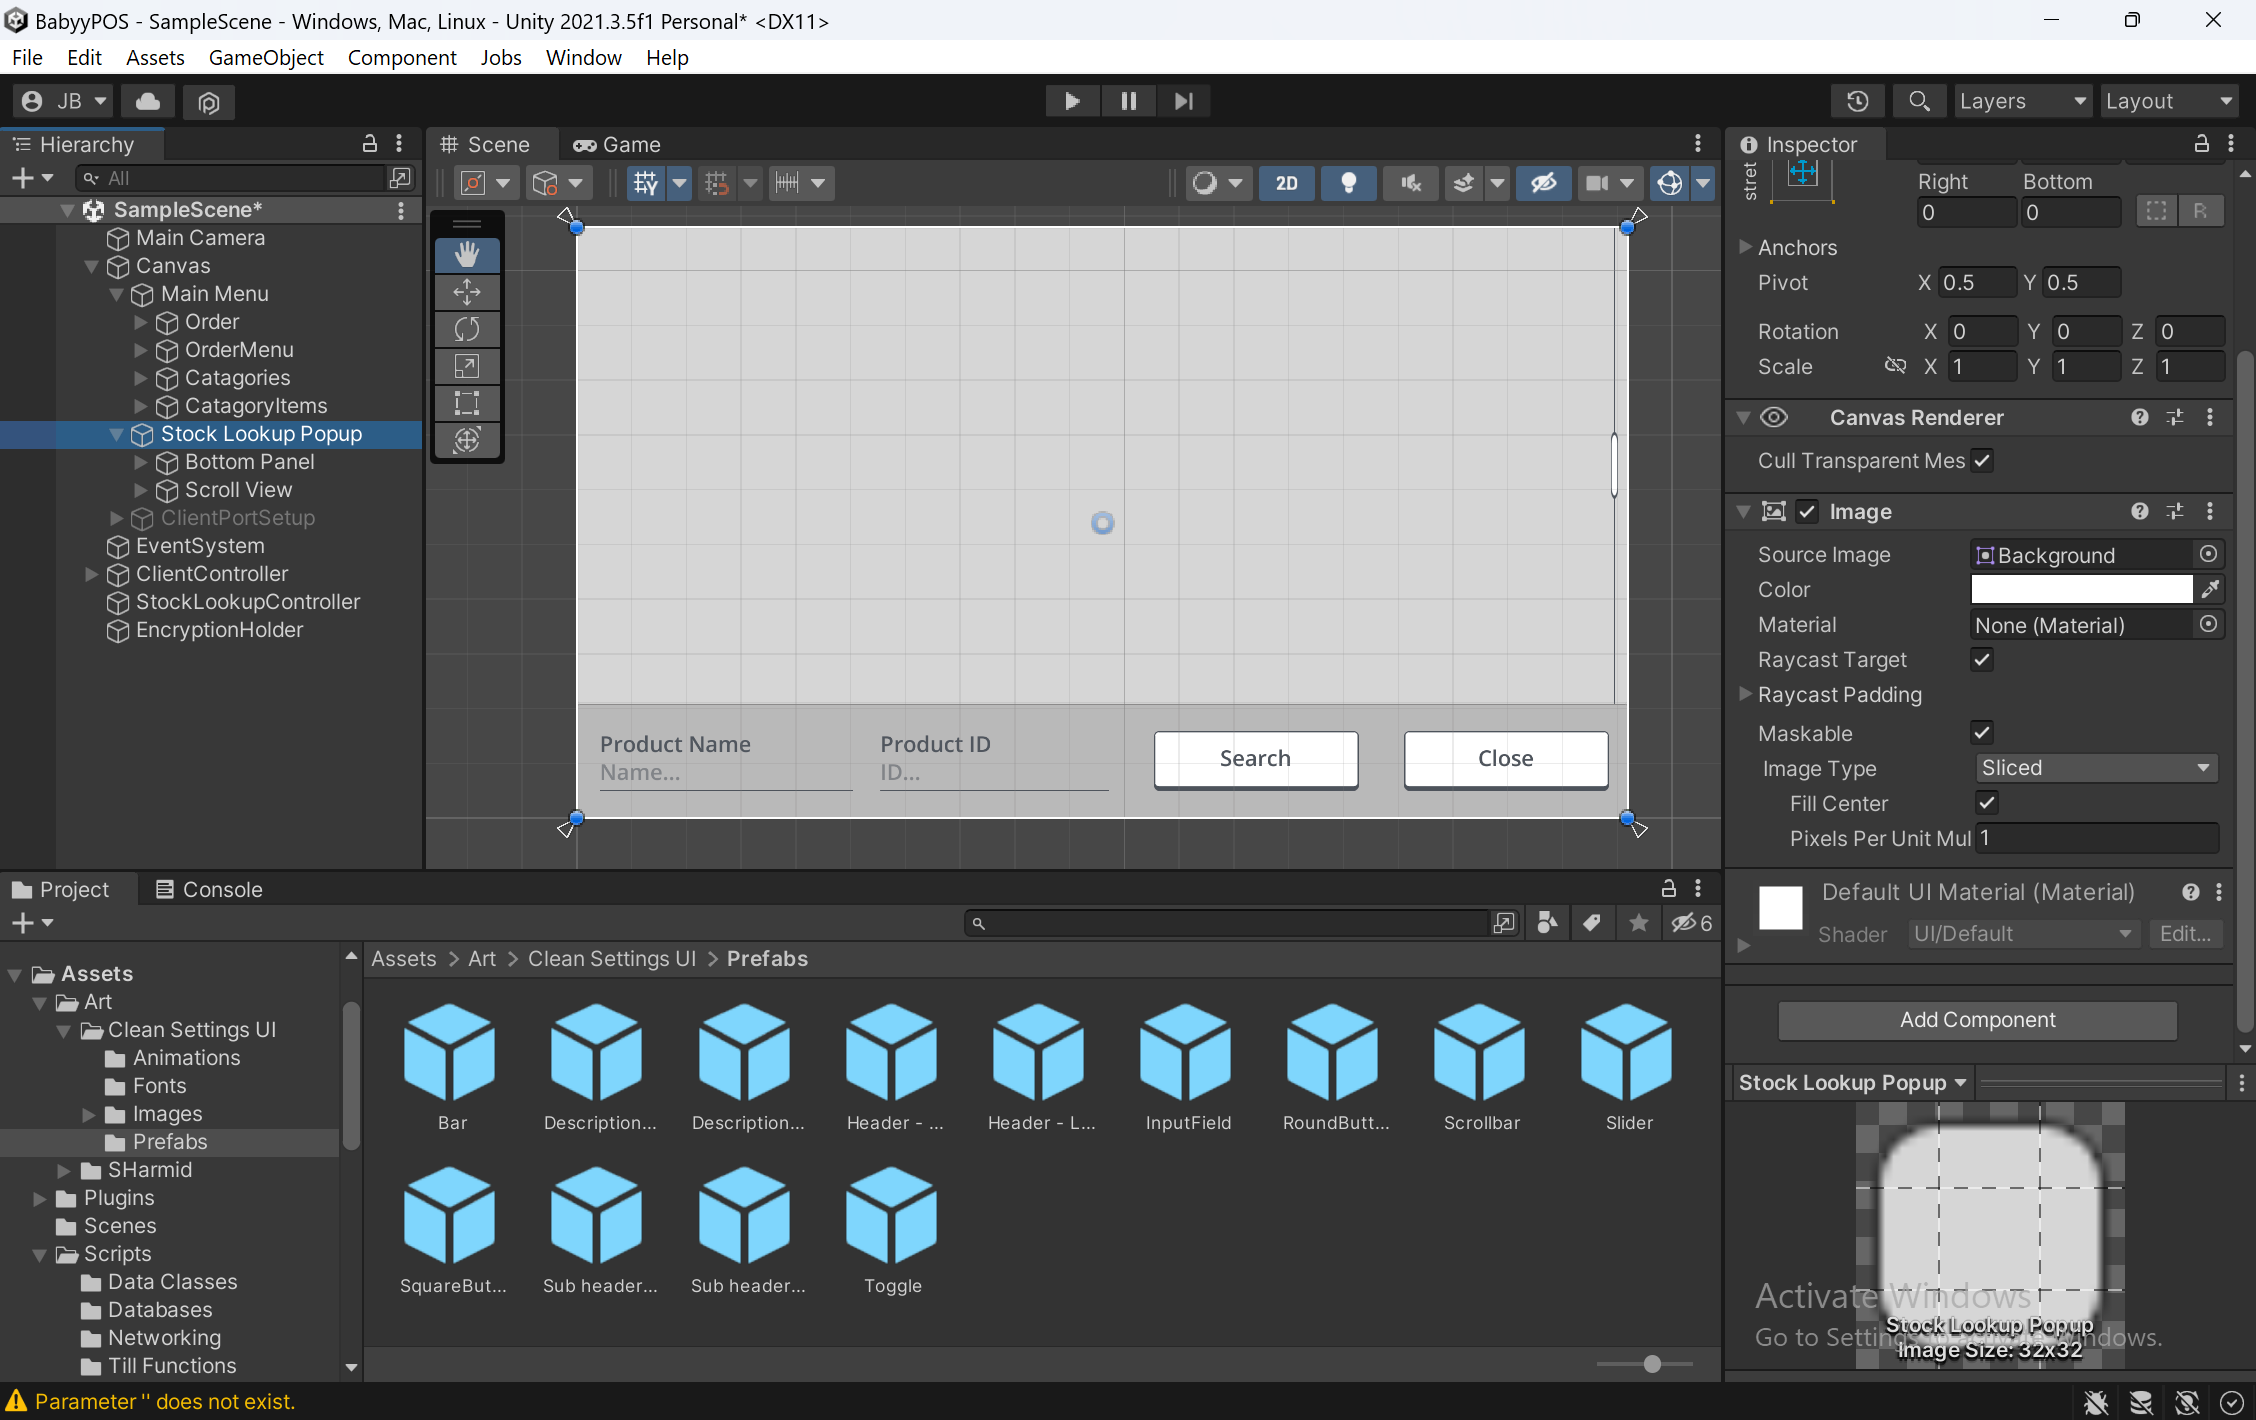 BabyyPOS - SampleScene - Windows, Mac, Linux - Unity 2021.3.5f1 Personal* <DX11>
File Edit Assets GameObject Component Jobs Window Help
JB
Layers
Layout
Hierarchy
All
SampleScene*
Main Camera
Canvas
Main Menu
Order
OrderMenu
Catagories
CatagoryItems
Stock Lookup Popup
Bottom Panel
Scroll View
ClientPortSetup
EventSystem
ClientController
StockLookupController
EncryptionHolder
Scene
Game
2D
Product Name
Name...
Product ID
ID...
Search
Close
Inspector
stret
Right Bottom
0 0
R
Anchors
Pivot X 0.5 Y 0.5
Rotation X 0 Y 0 Z 0
Scale X 1 Y 1 Z 1
Canvas Renderer
Cull Transparent Mes
Image
Source Image Background
Color
Material None (Material)
Raycast Target
Raycast Padding
Maskable
Image Type Sliced
Fill Center
Pixels Per Unit Mul 1
Default UI Material (Material)
Shader UI/Default Edit...
Add Component
Stock Lookup Popup
Stock Lookup Popup
Image Size: 32x32
Activate Windows
Go to Settings to activate Windows.
Project
Console
6
Assets
Art
Clean Settings UI
Animations
Fonts
Images
Prefabs
SHarmid
Plugins
Scenes
Scripts
Data Classes
Databases
Networking
Till Functions
Assets > Art > Clean Settings UI > Prefabs
Bar Description... Description... Header - ... Header - L... InputField RoundButt... Scrollbar Slider
SquareBut... Sub header... Sub header... Toggle
Parameter '' does not exist.